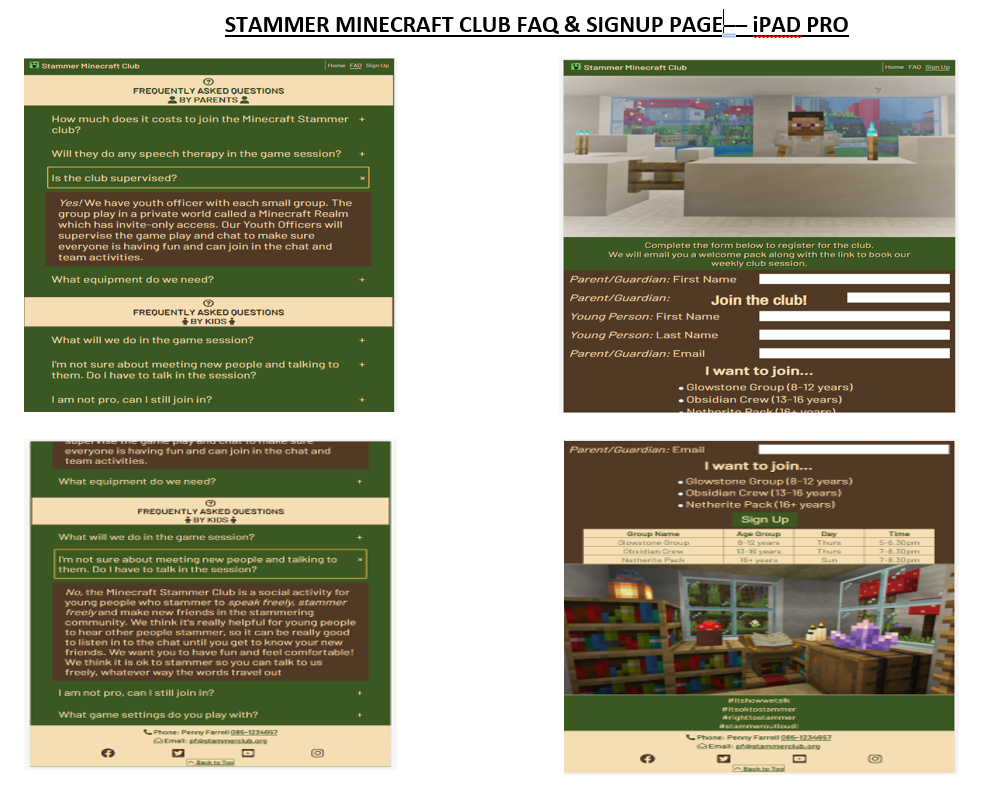 STAMMER MINECRAFT CLUB FAQ & SIGNUP PAGE— iPAD PRO
Stammer Minecraft Club
Home FAQ Sign Up
FREQUENTLY ASKED QUESTIONS
BY PARENTS
How much does it costs to join the Minecraft Stammer +
club?
Will they do any speech therapy in the game session? +
Is the club supervised? ×
Yes! We have youth officer with each small group. The
group play in a private world called a Minecraft Realm
which has invite-only access. Our Youth Officers will
supervise the game play and chat to make sure
everyone is having fun and can join in the chat and
team activities.
What equipment do we need? +
FREQUENTLY ASKED QUESTIONS
BY KIDS
What will we do in the game session? +
I'm not sure about meeting new people and talking to +
them. Do I have to talk in the session?
I am not pro, can I still join in? +
Stammer Minecraft Club
Home FAQ Sign Up
Complete the form below to register for the club.
We will email you a welcome pack along with the link to book our
weekly club session.
Parent/Guardian: First Name
Parent/Guardian: Join the club!
Young Person: First Name
Young Person: Last Name
Parent/Guardian: Email
I want to join...
Glowstone Group (8-12 years)
Obsidian Crew (13-16 years)
Netherite Pack (16+ years)
supervise the game play and chat to make sure
everyone is having fun and can join in the chat and
team activities.
What equipment do we need? +
FREQUENTLY ASKED QUESTIONS
BY KIDS
What will we do in the game session? +
I'm not sure about meeting new people and talking to ×
them. Do I have to talk in the session?
No, the Minecraft Stammer Club is a social activity for
young people who stammer to speak freely, stammer
freely and make new friends in the stammering
community. We think it's really helpful for young people
to hear other people stammer, so it can be really good
to listen in to the chat until you get to know your new
friends. We want you to have fun and feel comfortable!
We think it is ok to stammer so you can talk to us
freely, whatever way the words travel out
I am not pro, can I still join in? +
What game settings do you play with? +
Phone: Penny Farrell 085-1234657
Email: pf@stammerclub.org
Back to Top
Parent/Guardian: Email
I want to join...
Glowstone Group (8-12 years)
Obsidian Crew (13-16 years)
Netherite Pack (16+ years)
Sign Up
Group Name Age Group Day Time
Glowstone Group 8-12 years Thurs 5-6.30pm
Obsidian Crew 13-16 years Thurs 7-8.30pm
Netherite Pack 16+ years Sun 7-8.30pm
#itshowwetalk
#itsoktostammer
#righttostammer
#stammeroutloud!
Phone: Penny Farrell 085-1234657
Email: pf@stammerclub.org
Back to Top